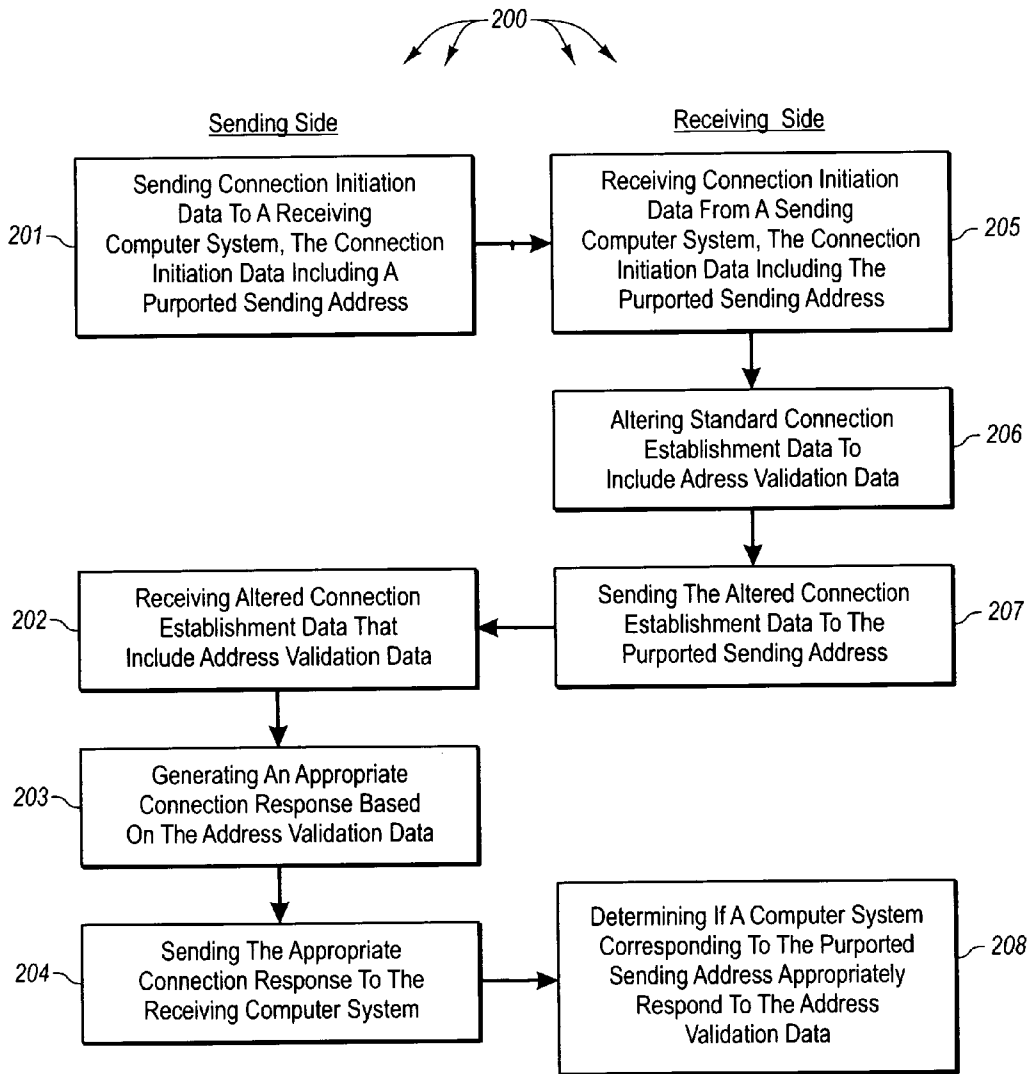 200
Sending Side
Receiving Side
201
Sending Connection Initiation
Data To A Receiving
Computer System, The Connection
Initiation Data Including A
Purported Sending Address
Receiving Connection Initiation
Data From A Sending
Computer System, The Connection
Initiation Data Including The
Purported Sending Address
205
Altering Standard Connection
Establishment Data To
Include Adress Validation Data
206
202
Receiving Altered Connection
Establishment Data That
Include Address Validation Data
Sending The Altered Connection
Establishment Data To The
Purported Sending Address
207
203
Generating An Appropriate
Connection Response Based
On The Address Validation Data
204
Sending The Appropriate
Connection Response To The
Receiving Computer System
Determining If A Computer System
Corresponding To The Purported
Sending Address Appropriately
Respond To The Address
Validation Data
208